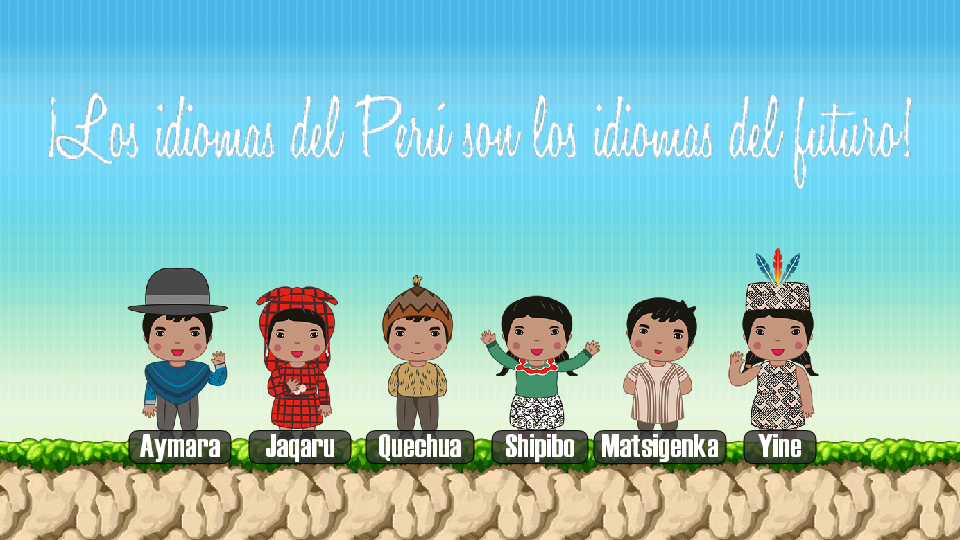 ¡Los idiomas del Perú son los idiomas del futuro!
Aymara Jaqaru Quechua Shipibo Matsigenka Yine